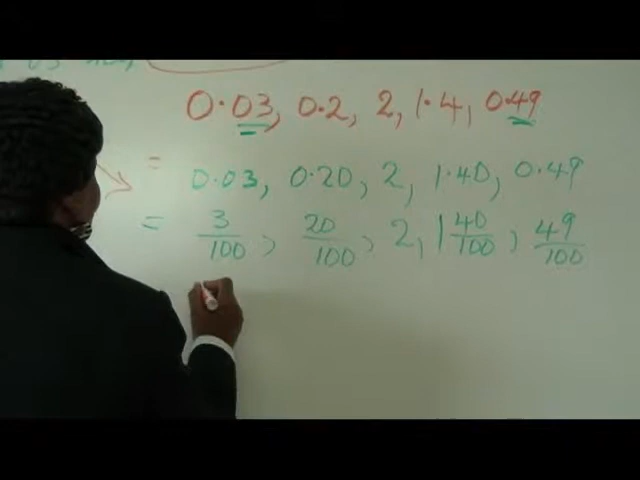 0.03, 0.2, 2, 1.4, 0.49
= 0.03, 0.20, 2, 1.40, 0.49
= 3/100, 20/100, 2, 1 40/100, 49/100